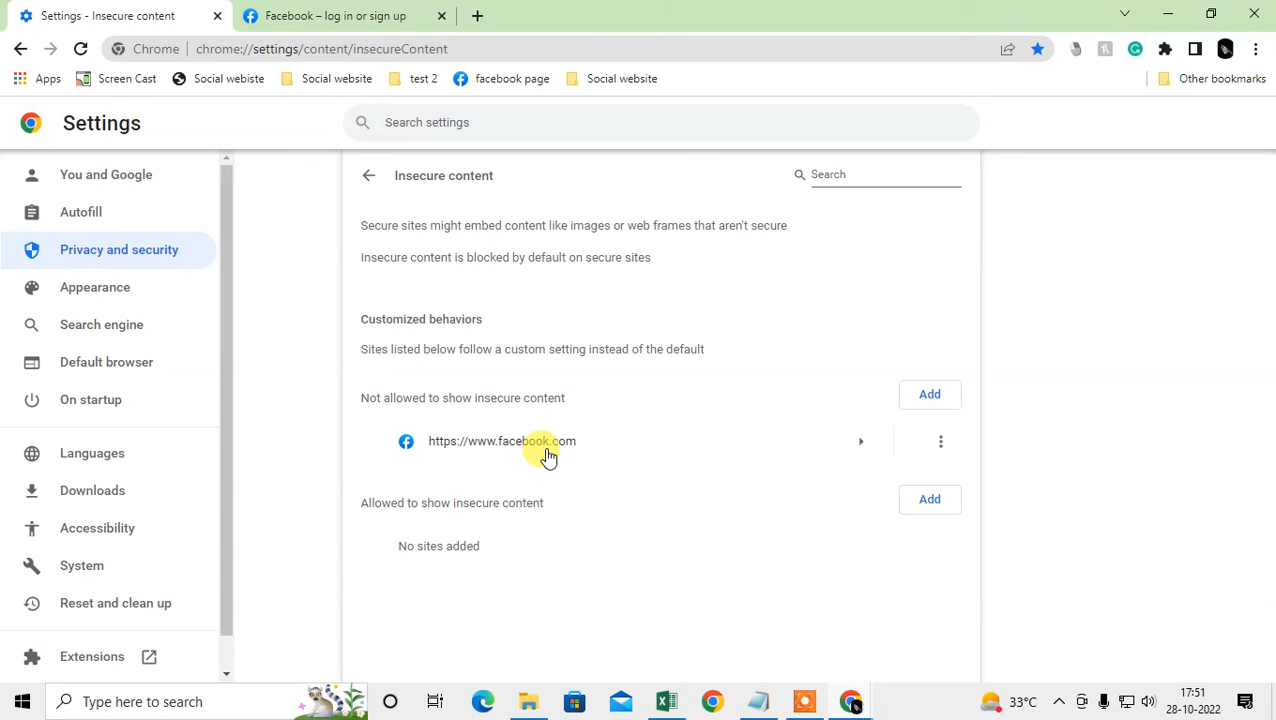 Settings - Insecure content
Facebook – log in or sign up
Chrome
chrome://settings/content/insecureContent
Apps
Screen Cast
Social webiste
Social website
test 2
facebook page
Social website
Other bookmarks
Settings
Search settings
You and Google
Autofill
Privacy and security
Appearance
Search engine
Default browser
On startup
Languages
Downloads
Accessibility
System
Reset and clean up
Extensions
Insecure content
Search
Secure sites might embed content like images or web frames that aren't secure
Insecure content is blocked by default on secure sites
Customized behaviors
Sites listed below follow a custom setting instead of the default
Not allowed to show insecure content
Add
https://www.facebook.com
Allowed to show insecure content
Add
No sites added
Type here to search
33°C
17:51
28-10-2022